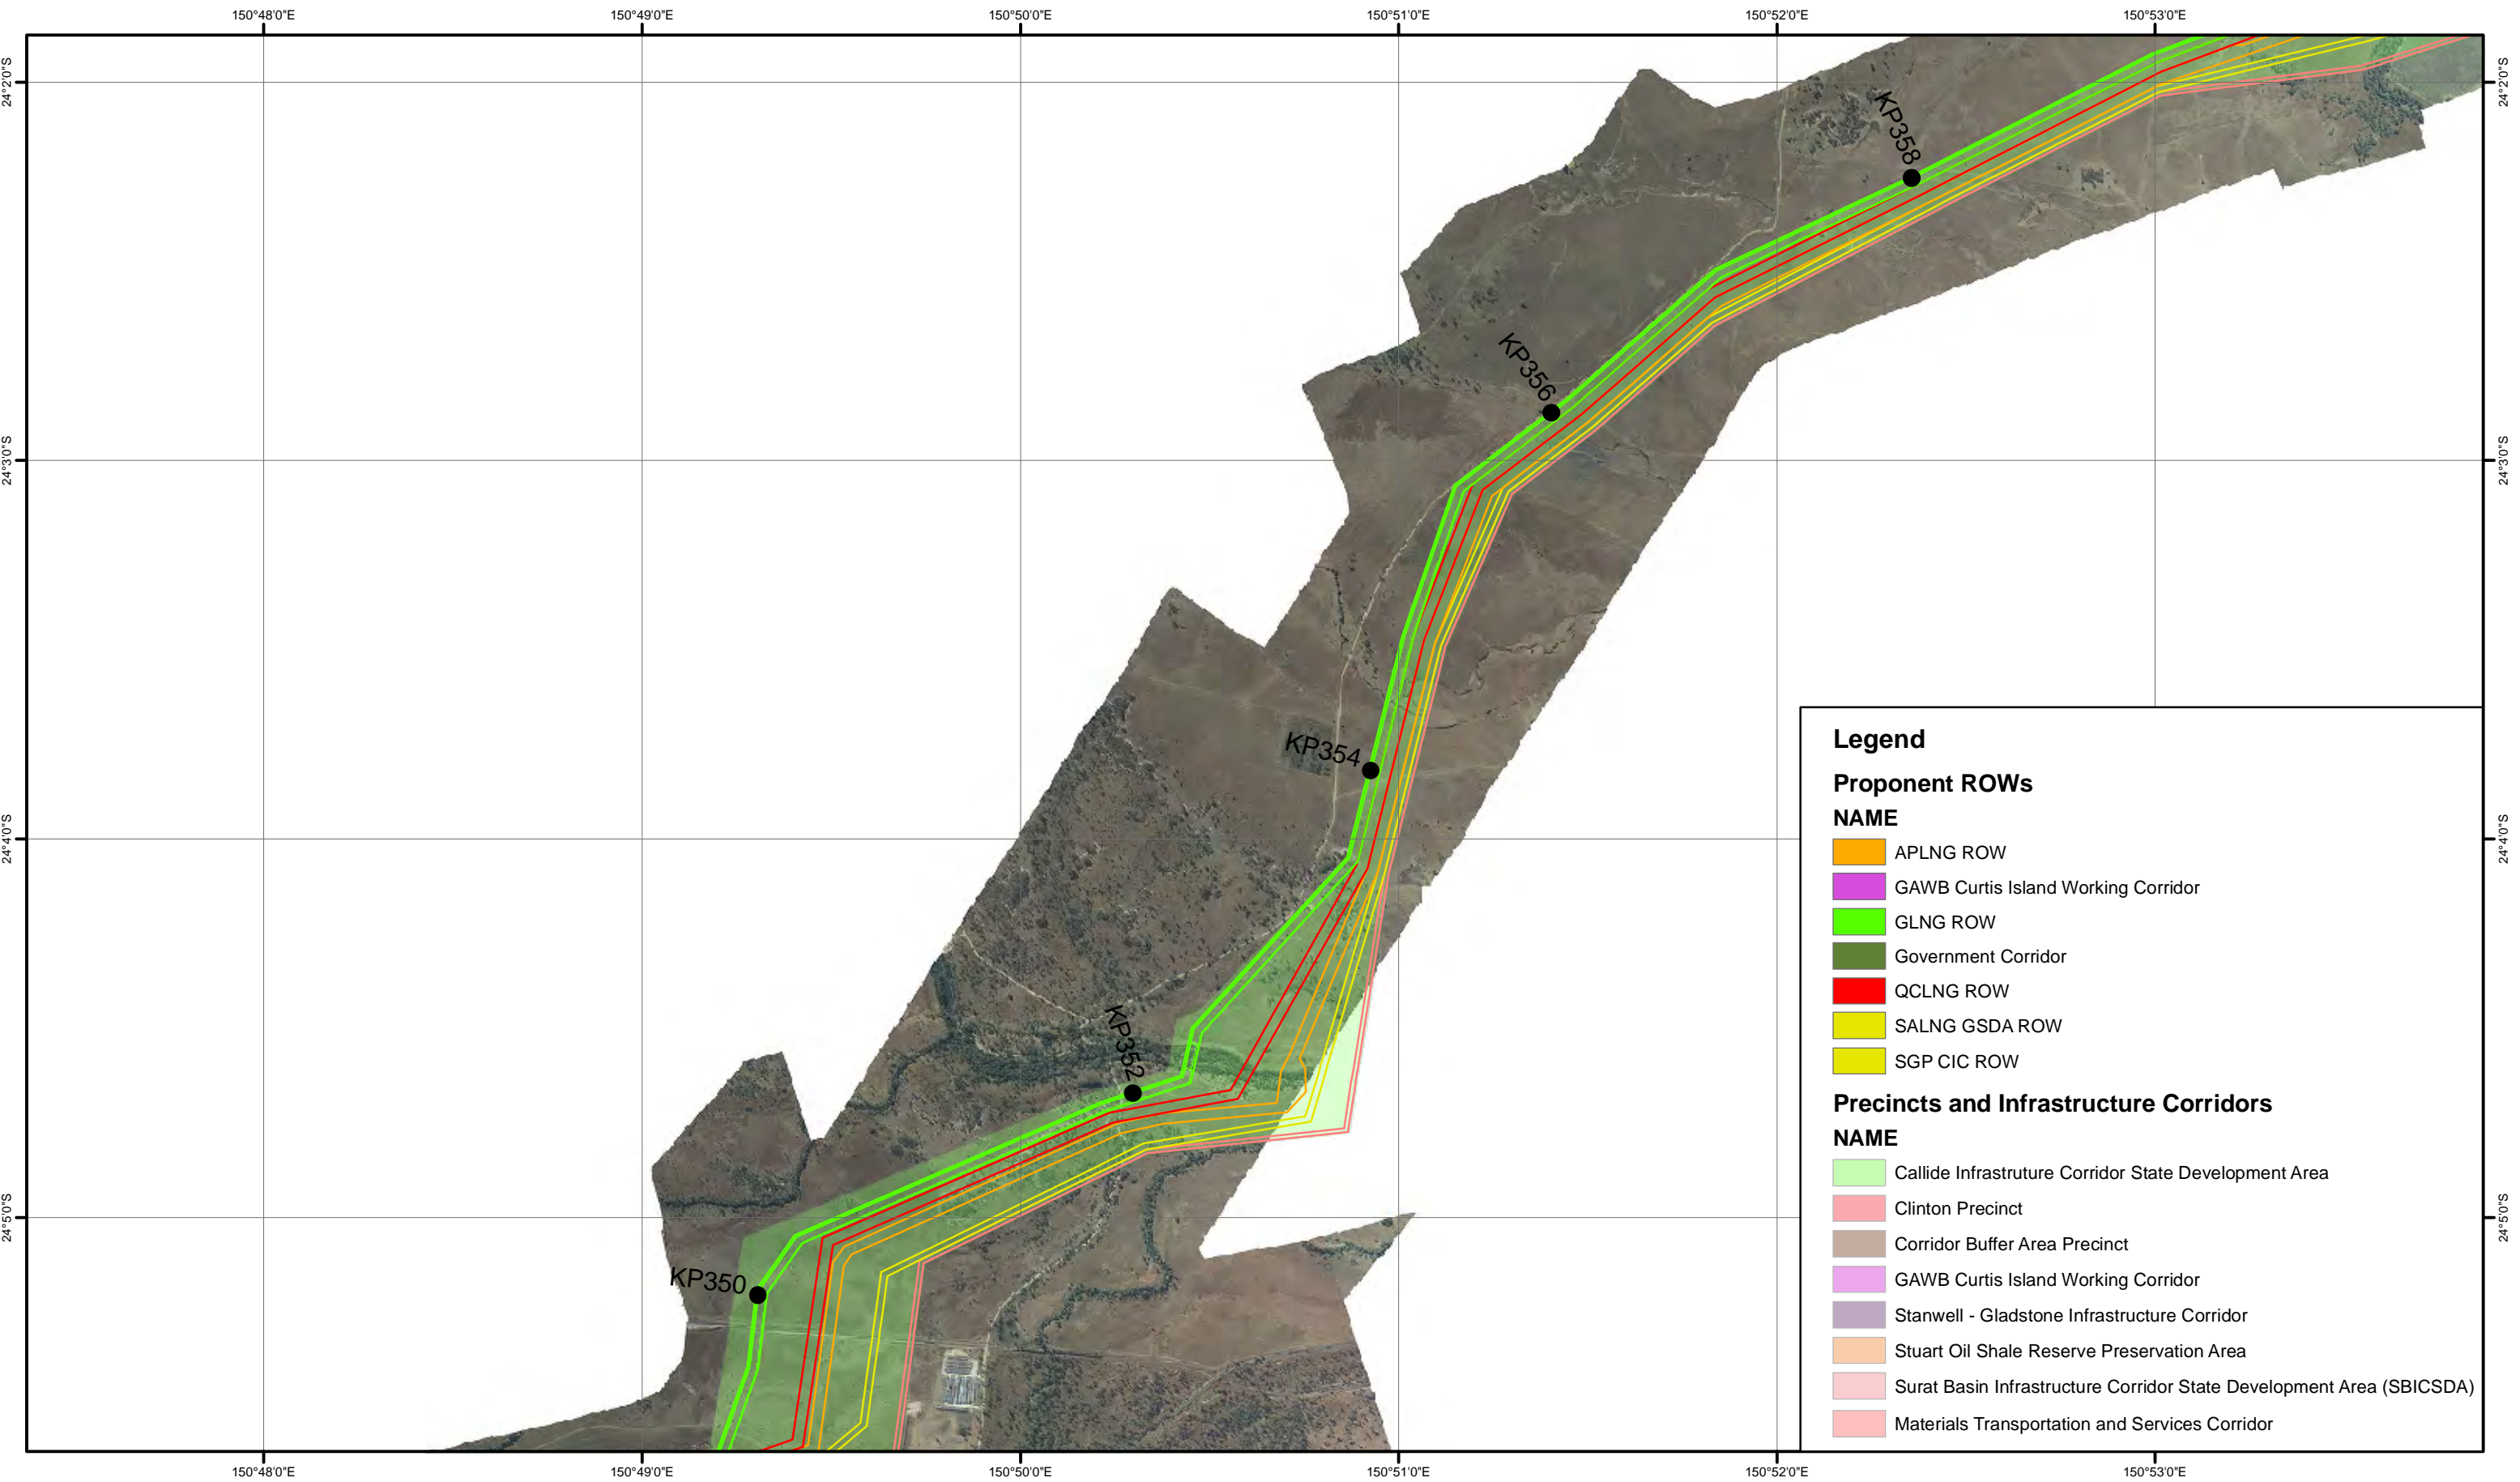 150°48'0"E 150°49'0"E 150°50'0"E 150°51'0"E 150°52'0"E 150°53'0"E
24°2'0"S 24°2'0"S
KP358
KP356
24°3'0"S 24°3'0"S
KP354
24°4'0"S 24°4'0"S
KP352
24°5'0"S 24°5'0"S
KP350
Legend
Proponent ROWs
NAME
APLNG ROW
GAWB Curtis Island Working Corridor
GLNG ROW
Government Corridor
QCLNG ROW
SALNG GSDA ROW
SGP CIC ROW
Precincts and Infrastructure Corridors
NAME
Callide Infrastruture Corridor State Development Area
Clinton Precinct
Corridor Buffer Area Precinct
GAWB Curtis Island Working Corridor
Stanwell - Gladstone Infrastructure Corridor
Stuart Oil Shale Reserve Preservation Area
Surat Basin Infrastructure Corridor State Development Area (SBICSDA)
Materials Transportation and Services Corridor
150°48'0"E 150°49'0"E 150°50'0"E 150°51'0"E 150°52'0"E 150°53'0"E